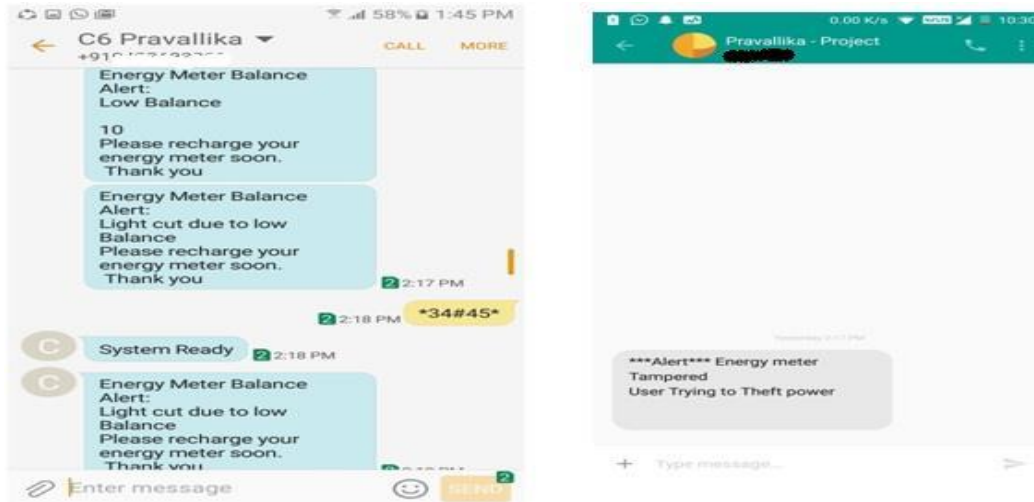 58% 1:45 PM
C6 Pravallika
CALL MORE
Energy Meter Balance
Alert:
Low Balance
10
Please recharge your
energy meter soon.
Thank you
Energy Meter Balance
Alert:
Light cut due to low
Balance
Please recharge your
energy meter soon.
Thank you
2 2:17 PM
2 2:18 PM *34#45*
C
System Ready 2 2:18 PM
C
Energy Meter Balance
Alert:
Light cut due to low
Balance
Please recharge your
energy meter soon.
Thank you
Enter message
SEND 2
0.00 K/s 10:30
Pravallika - Project
***Alert*** Energy meter
Tampered
User Trying to Theft power
Type message...